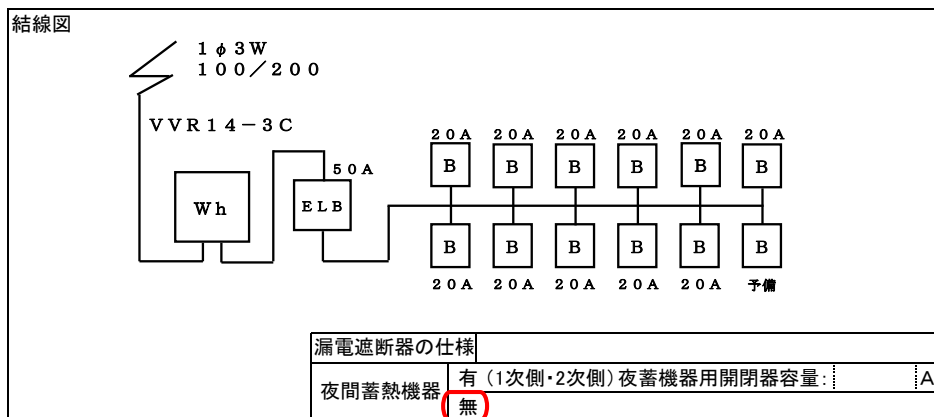 結線図
1φ3W
100/200
VVR14-3C
50A
Wh
ELB
20A 20A 20A 20A 20A 20A
B B B B B B
B B B B B B
20A 20A 20A 20A 20A 予備
漏電遮断器の仕様
夜間蓄熱機器 有(1次側・2次側)夜蓄機器用開閉器容量: A
無